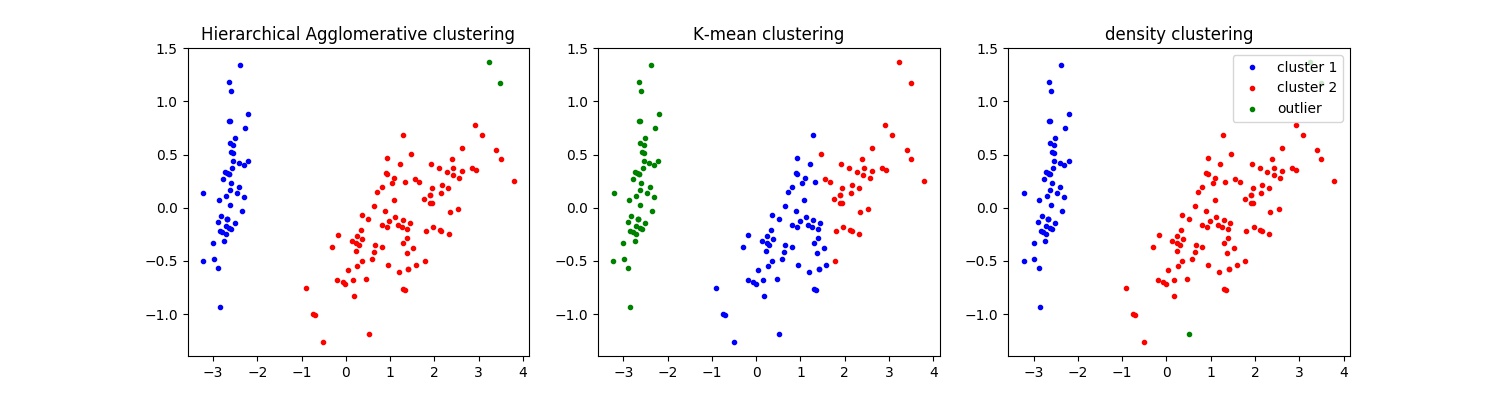 Hierarchical Agglomerative clustering
1.5
1.0
0.5
0.0
−0.5
−1.0
−3 −2 −1 0 1 2 3 4
K-mean clustering
1.5
1.0
0.5
0.0
−0.5
−1.0
−3 −2 −1 0 1 2 3 4
density clustering
1.5
1.0
0.5
0.0
−0.5
−1.0
−3 −2 −1 0 1 2 3 4
cluster 1
cluster 2
outlier